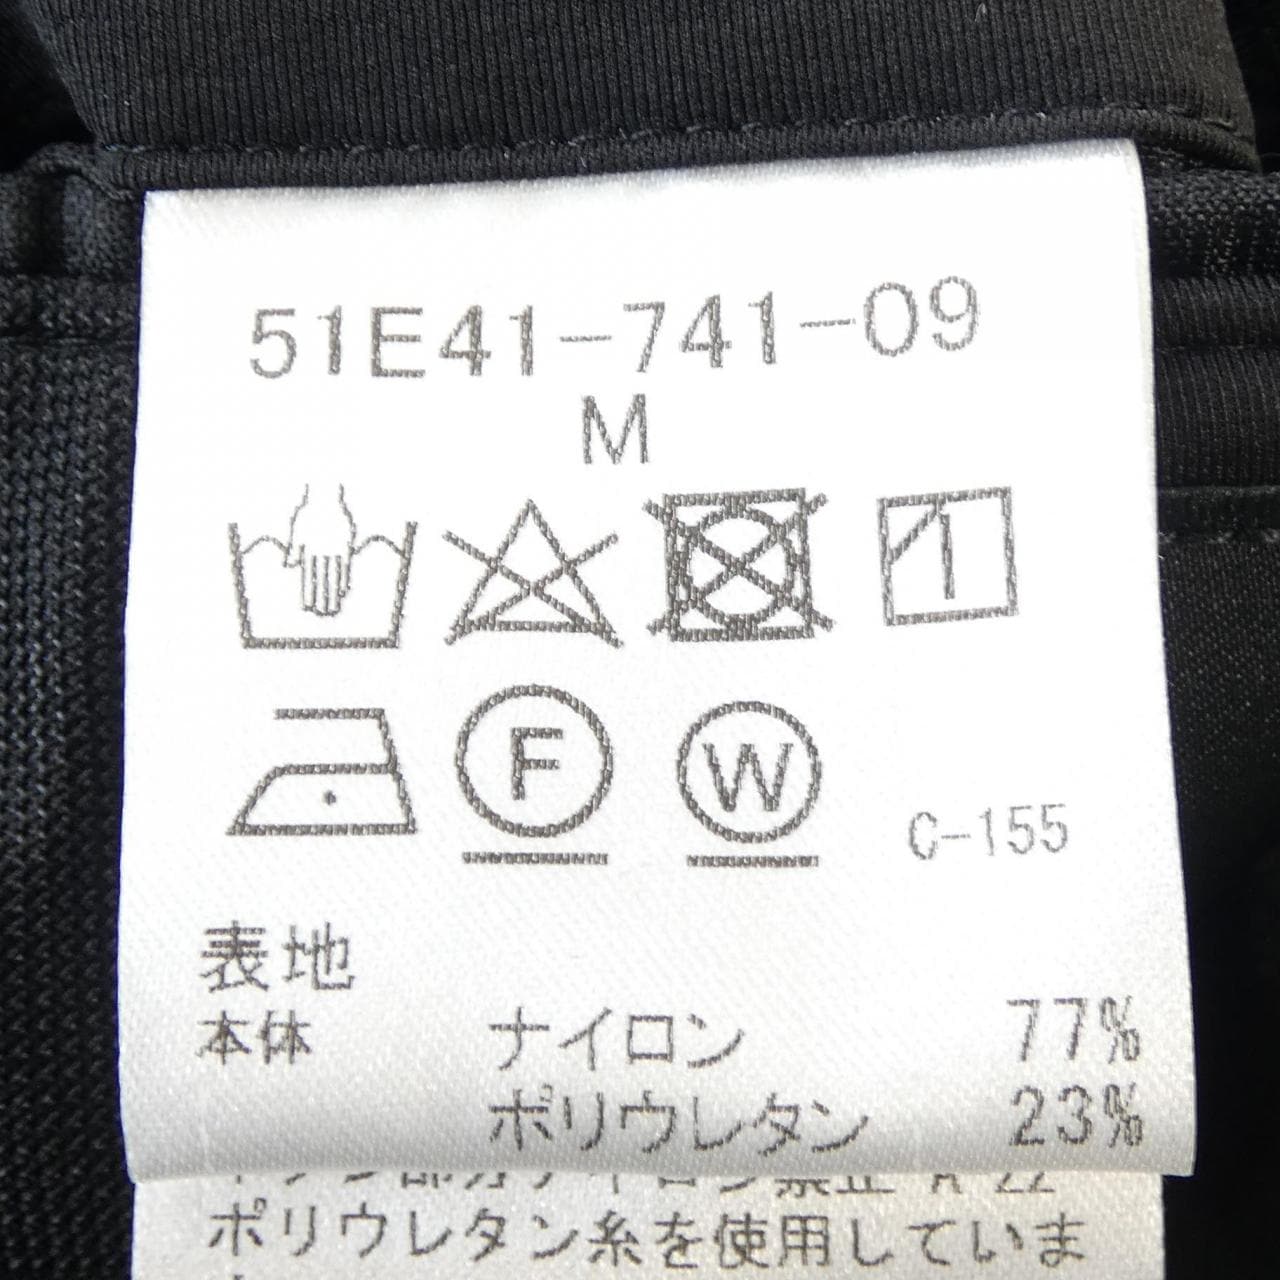 51E41-741-09
M
F W
C-155
表地
本体 ナイロン 77%
ポリウレタン 23%
ポリウレタン糸を使用していま